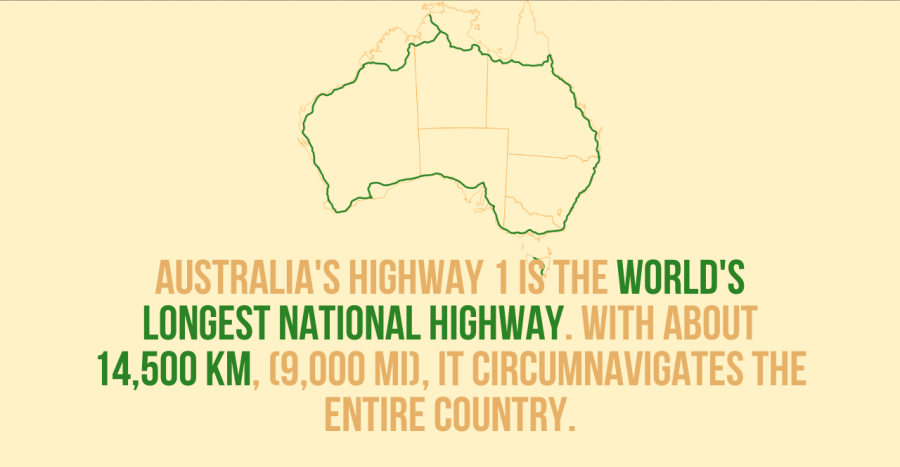 AUSTRALIA'S HIGHWAY 1 IS THE WORLD'S
LONGEST NATIONAL HIGHWAY. WITH ABOUT
14,500 KM, (9,000 MI), IT CIRCUMNAVIGATES THE
ENTIRE COUNTRY.